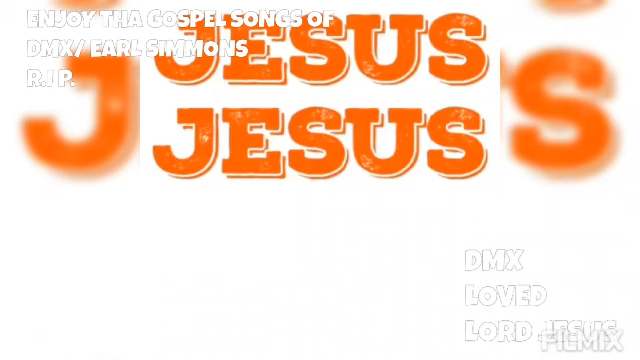 ENJOY THA GOSPEL SONGS OF
DMX/ EARL SIMMONS
R.I P.
JESUS
JESUS
DMX
LOVED
LORD JESUS
FILMIX